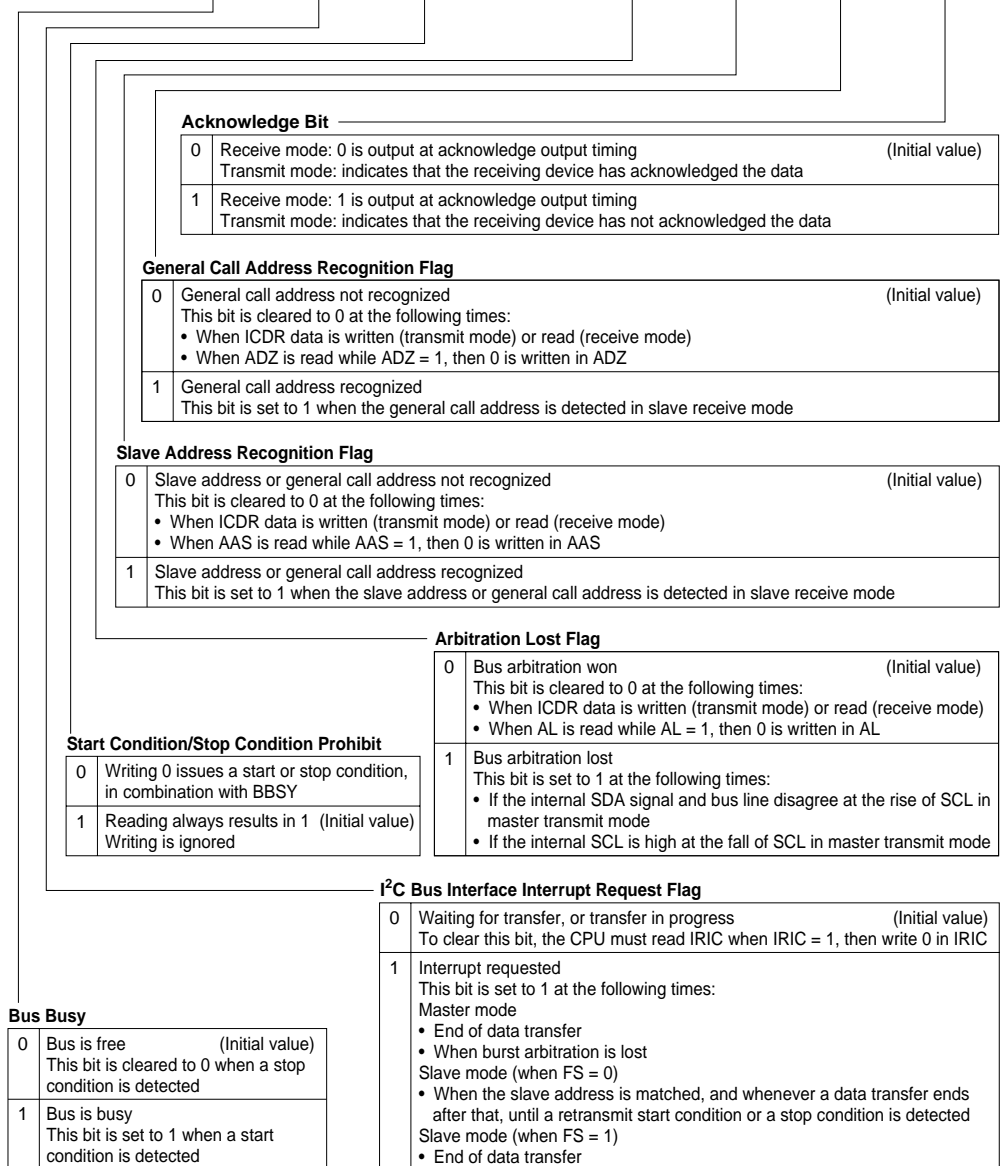 Acknowledge Bit
0 Receive mode: 0 is output at acknowledge output timing (Initial value)
Transmit mode: indicates that the receiving device has acknowledged the data
1 Receive mode: 1 is output at acknowledge output timing
Transmit mode: indicates that the receiving device has not acknowledged the data
General Call Address Recognition Flag
0 General call address not recognized (Initial value)
This bit is cleared to 0 at the following times:
• When ICDR data is written (transmit mode) or read (receive mode)
• When ADZ is read while ADZ = 1, then 0 is written in ADZ
1 General call address recognized
This bit is set to 1 when the general call address is detected in slave receive mode
Slave Address Recognition Flag
0 Slave address or general call address not recognized (Initial value)
This bit is cleared to 0 at the following times:
• When ICDR data is written (transmit mode) or read (receive mode)
• When AAS is read while AAS = 1, then 0 is written in AAS
1 Slave address or general call address recognized
This bit is set to 1 when the slave address or general call address is detected in slave receive mode
Arbitration Lost Flag
0 Bus arbitration won (Initial value)
This bit is cleared to 0 at the following times:
• When ICDR data is written (transmit mode) or read (receive mode)
• When AL is read while AL = 1, then 0 is written in AL
1 Bus arbitration lost
This bit is set to 1 at the following times:
• If the internal SDA signal and bus line disagree at the rise of SCL in
master transmit mode
• If the internal SCL is high at the fall of SCL in master transmit mode
Start Condition/Stop Condition Prohibit
0 Writing 0 issues a start or stop condition,
in combination with BBSY
1 Reading always results in 1 (Initial value)
Writing is ignored
I²C Bus Interface Interrupt Request Flag
0 Waiting for transfer, or transfer in progress (Initial value)
To clear this bit, the CPU must read IRIC when IRIC = 1, then write 0 in IRIC
1 Interrupt requested
This bit is set to 1 at the following times:
Master mode
• End of data transfer
• When burst arbitration is lost
Slave mode (when FS = 0)
• When the slave address is matched, and whenever a data transfer ends
after that, until a retransmit start condition or a stop condition is detected
Slave mode (when FS = 1)
• End of data transfer
Bus Busy
0 Bus is free (Initial value)
This bit is cleared to 0 when a stop
condition is detected
1 Bus is busy
This bit is set to 1 when a start
condition is detected